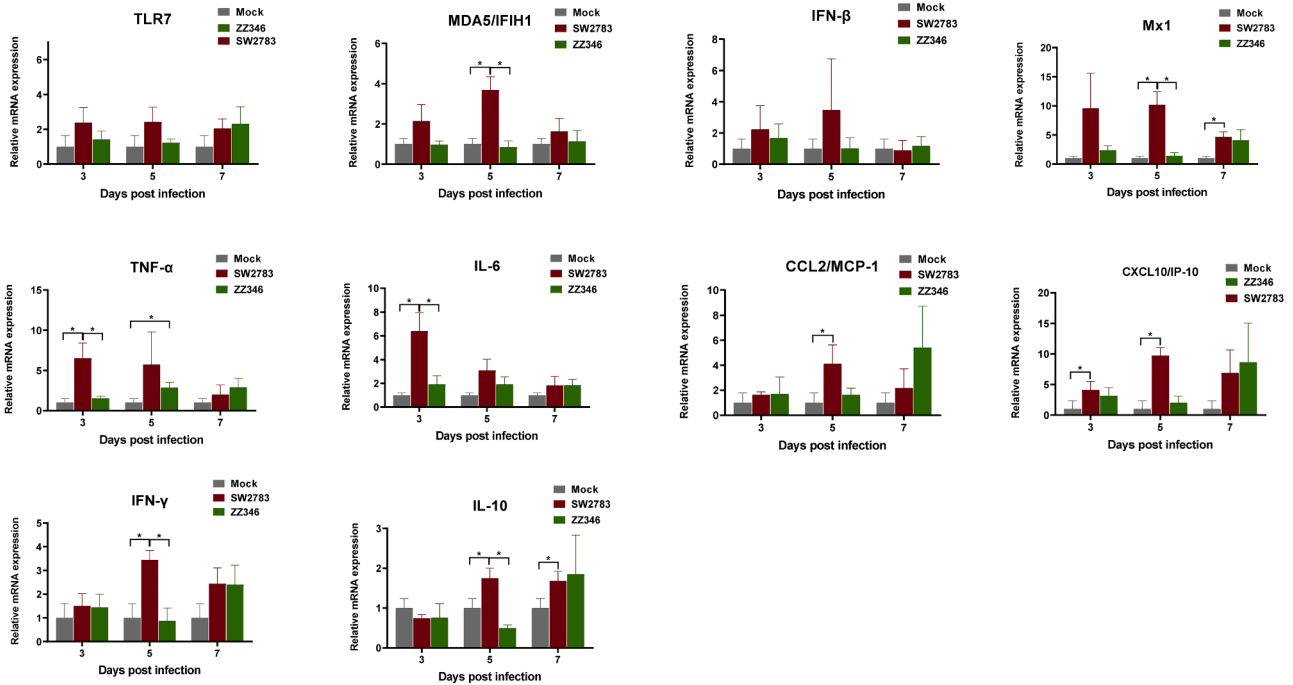 TLR7
Mock
ZZ346
SW2783
Relative mRNA expression
6
4
2
0
3 5 7
Days post infection
MDA5/IFIH1
Mock
SW2783
ZZ346
Relative mRNA expression
6
4
2
0
* *
3 5 7
Days post infection
IFN-β
Mock
SW2783
ZZ346
Relative mRNA expression
8
6
4
2
0
3 5 7
Days post infection
Mx1
Mock
SW2783
ZZ346
Relative mRNA expression
20
15
10
5
0
* *
*
3 5 7
Days post infection
TNF-α
Mock
SW2783
ZZ346
Relative mRNA expression
15
10
5
0
* *
*
3 5 7
Days post infection
IL-6
Mock
SW2783
ZZ346
Relative mRNA expression
10
8
6
4
2
0
* *
3 5 7
Days post infection
CCL2/MCP-1
Mock
SW2783
ZZ346
Relative mRNA expression
10
8
6
4
2
0
*
3 5 7
Days post infection
CXCL10/IP-10
Mock
ZZ346
SW2783
Relative mRNA expression
20
15
10
5
0
*
*
3 5 7
Days post infection
IFN-γ
Mock
SW2783
ZZ346
Relative mRNA expression
5
4
3
2
1
0
* *
3 5 7
Days post infection
IL-10
Mock
SW2783
ZZ346
Relative mRNA expression
3
2
1
0
* *
*
3 5 7
Days post infection